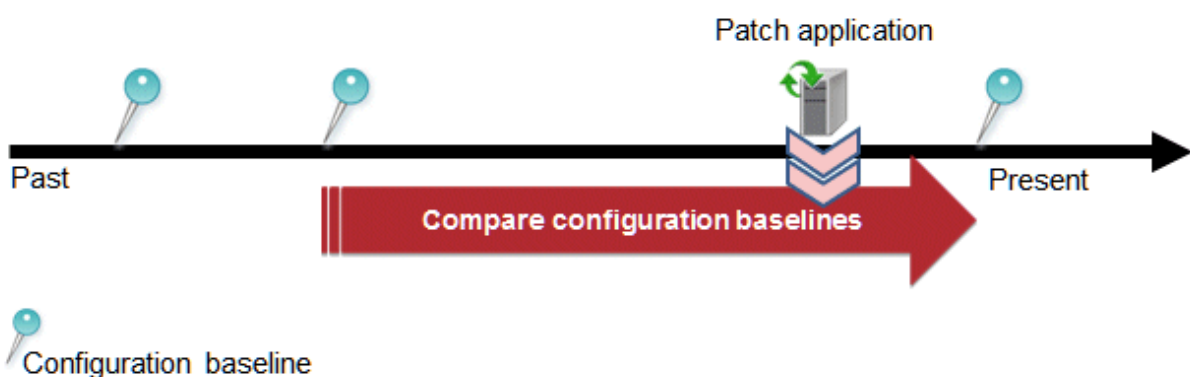 Patch application
Past
Present
Compare configuration baselines
Configuration baseline